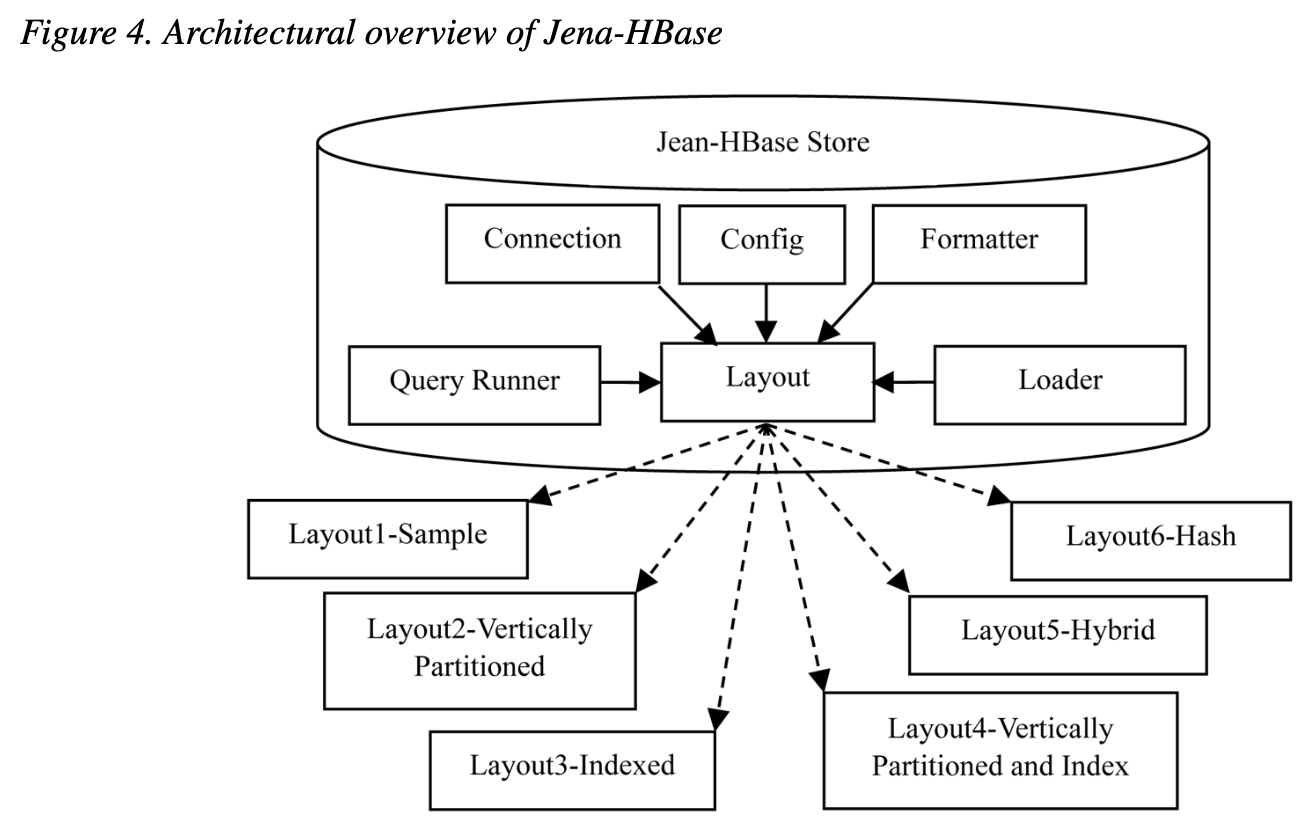 Figure 4. Architectural overview of Jena-HBase
Jean-HBase Store
Connection
Config
Formatter
Query Runner
Layout
Loader
Layout1-Sample
Layout6-Hash
Layout2-Vertically
Partitioned
Layout5-Hybrid
Layout3-Indexed
Layout4-Vertically
Partitioned and Index